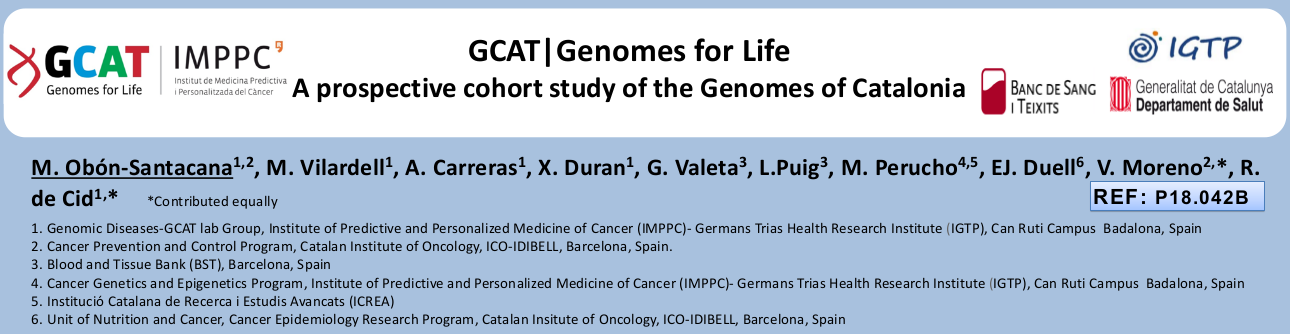 GCAT
Genomes for Life
IMPPC
Institut de Medicina Predictiva
i Personalitzada del Càncer
GCAT|Genomes for Life
A prospective cohort study of the Genomes of Catalonia
BANC DE SANG
I TEIXITS
IGTP
Generalitat de Catalunya
Departament de Salut
M. Obón-Santacana1,2, M. Vilardell1, A. Carreras1, X. Duran1, G. Valeta3, L.Puig3, M. Perucho4,5, EJ. Duell6, V. Moreno2,*, R.
de Cid1,* *Contributed equally
REF: P18.042B
1. Genomic Diseases-GCAT lab Group, Institute of Predictive and Personalized Medicine of Cancer (IMPPC)- Germans Trias Health Research Institute (IGTP), Can Ruti Campus Badalona, Spain
2. Cancer Prevention and Control Program, Catalan Institute of Oncology, ICO-IDIBELL, Barcelona, Spain.
3. Blood and Tissue Bank (BST), Barcelona, Spain
4. Cancer Genetics and Epigenetics Program, Institute of Predictive and Personalized Medicine of Cancer (IMPPC)- Germans Trias Health Research Institute (IGTP), Can Ruti Campus Badalona, Spain
5. Institució Catalana de Recerca i Estudis Avancats (ICREA)
6. Unit of Nutrition and Cancer, Cancer Epidemiology Research Program, Catalan Insitute of Oncology, ICO-IDIBELL, Barcelona, Spain